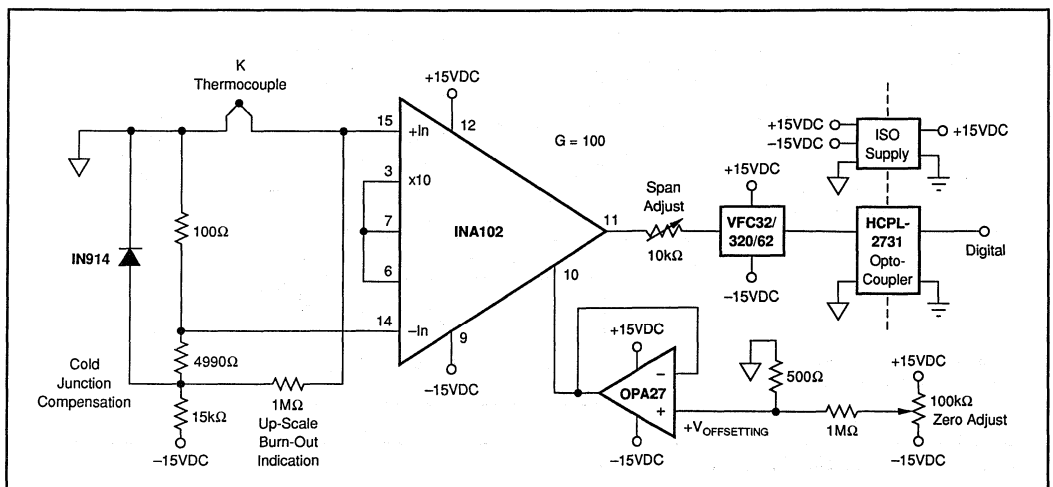 K
Thermocouple
+15VDC
15
+In
12
G = 100
+15VDC
–15VDC
ISO
Supply
+15VDC
3
x10
Span
Adjust
+15VDC
100Ω
7
INA102
11
10kΩ
VFC32/
320/62
HCPL-
2731
Opto-
Coupler
Digital
IN914
6
10
–15VDC
14
–In
9
+15VDC
4990Ω
–15VDC
Cold
Junction
Compensation
1MΩ
Up-Scale
Burn-Out
Indication
15kΩ
–15VDC
–
OPA27
+
–15VDC
500Ω
+VOFFSETTING
1MΩ
+15VDC
100kΩ
Zero Adjust
–15VDC